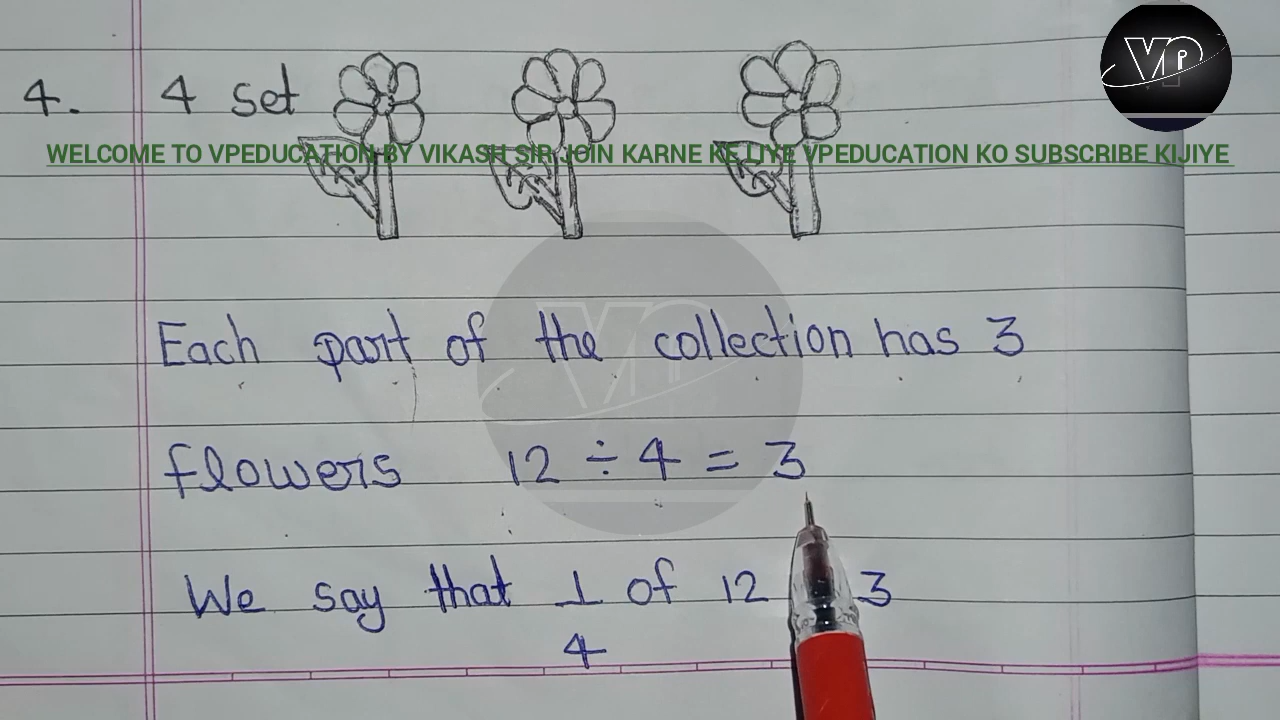 VP
4. 4 set
WELCOME TO VPEDUCATION BY VIKASH SIR JOIN KARNE KE LIYE VPEDUCATION KO SUBSCRIBE KIJIYE
Each part of the collection has 3
flowers 12 ÷ 4 = 3
We say that 1/4 of 12 3